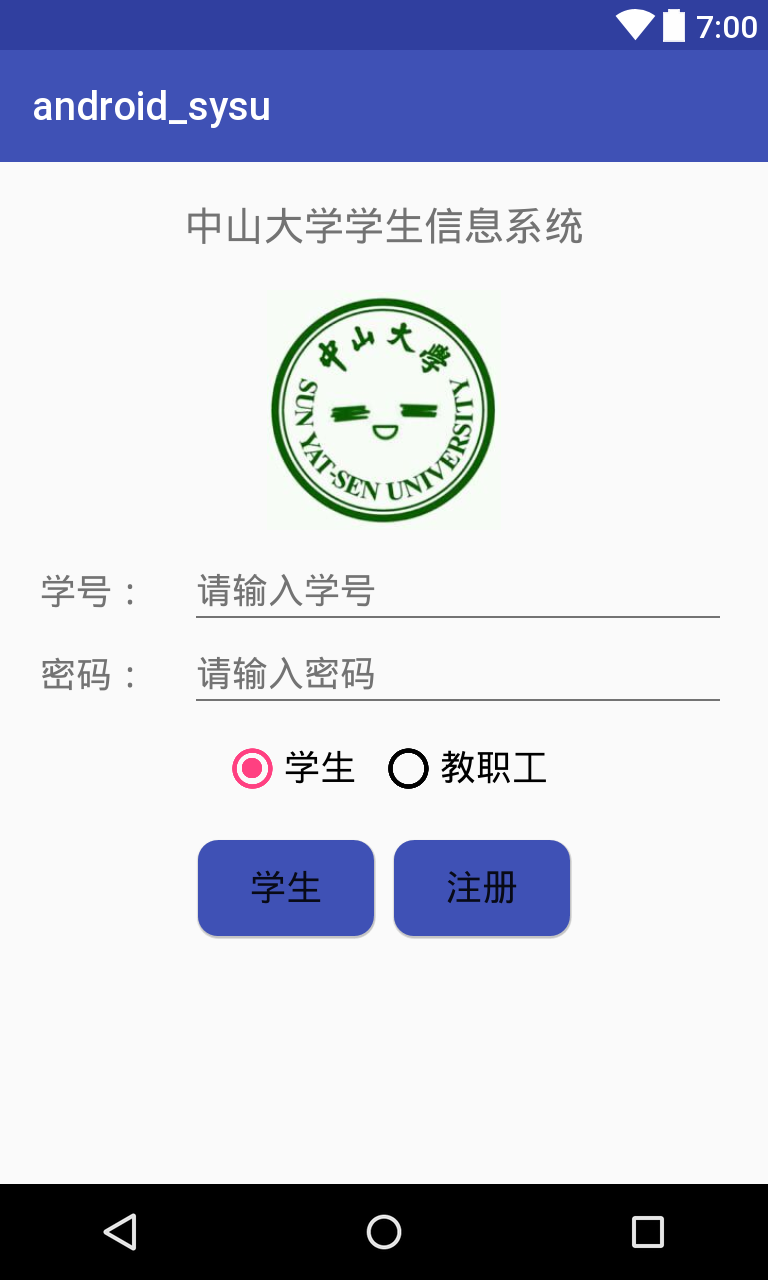 7:00
android_sysu
中山大学学生信息系统
中山大學
SUN YAT-SEN UNIVERSITY
学号：
请输入学号
密码：
请输入密码
学生 教职工
学生 注册